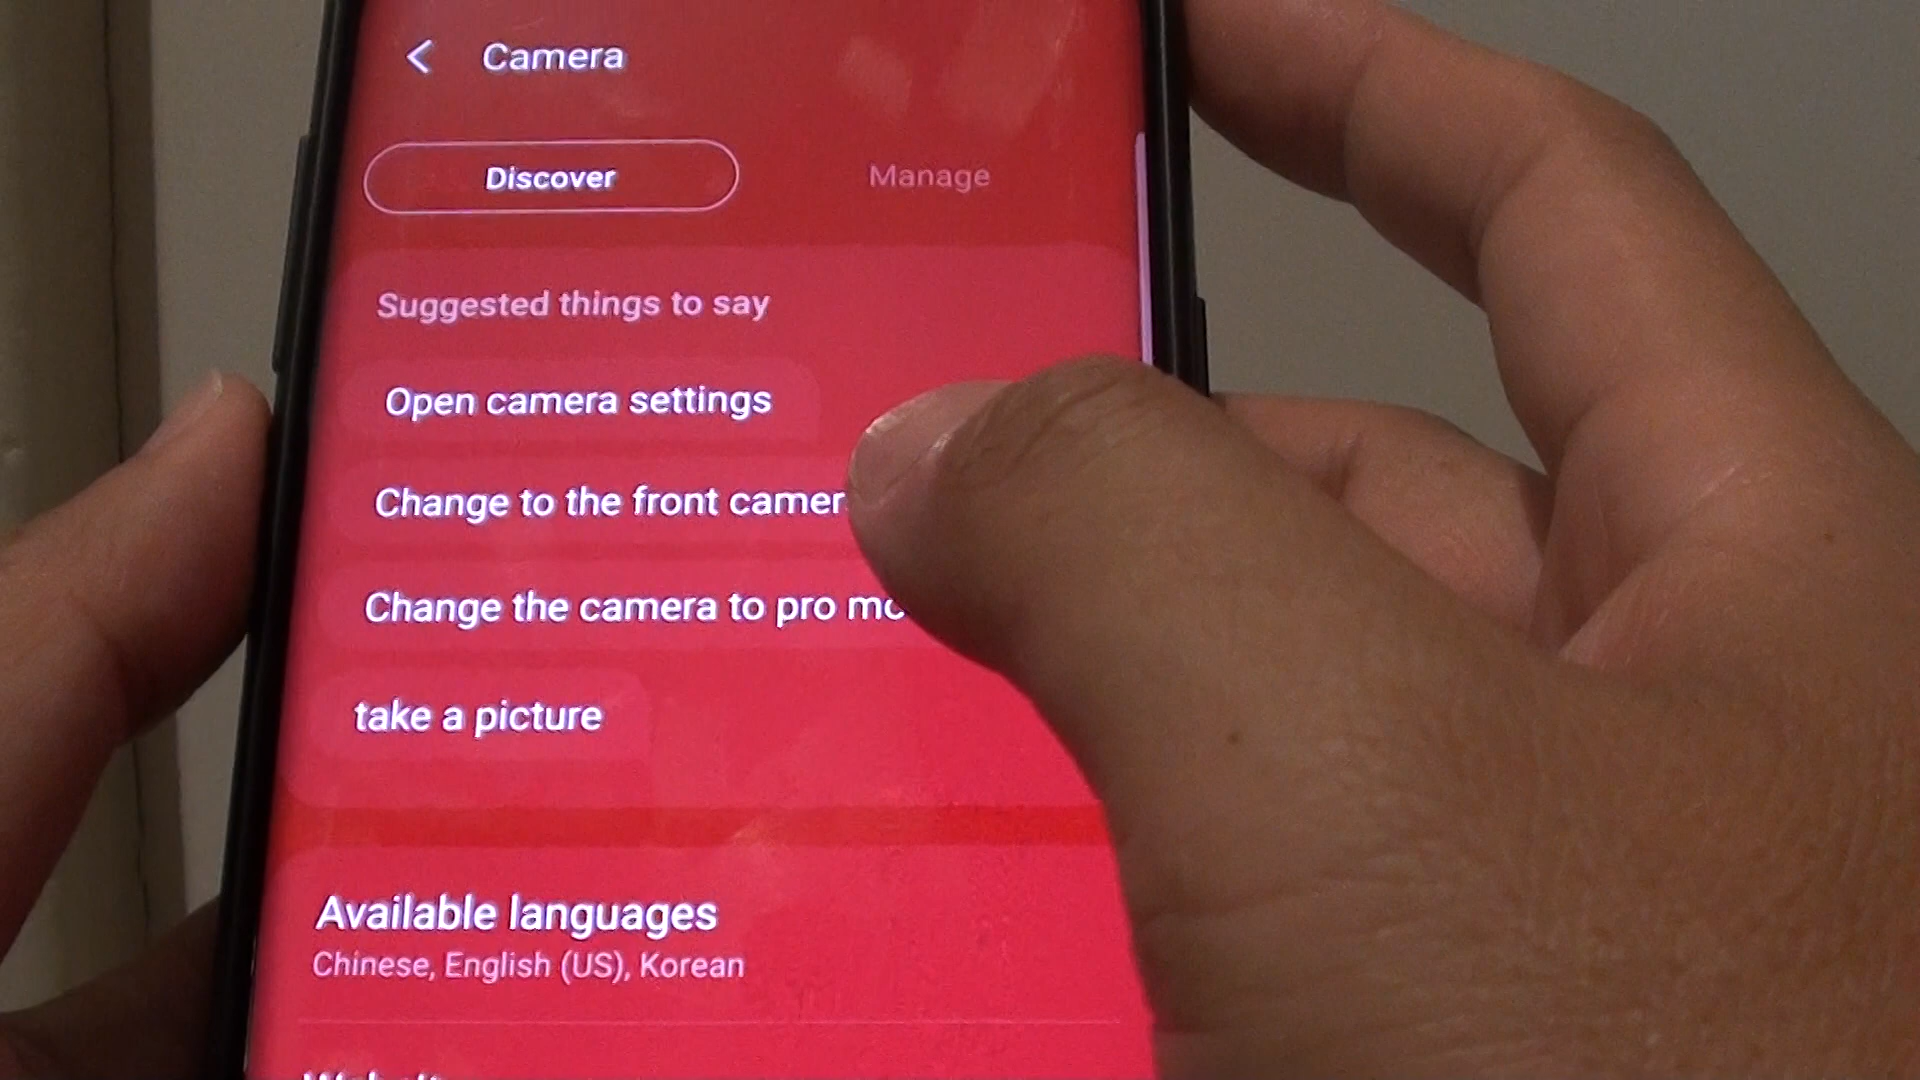 Camera
Discover
Manage
Suggested things to say
Open camera settings
Change to the front camer
Change the camera to pro mo
take a picture
Available languages
Chinese, English (US), Korean